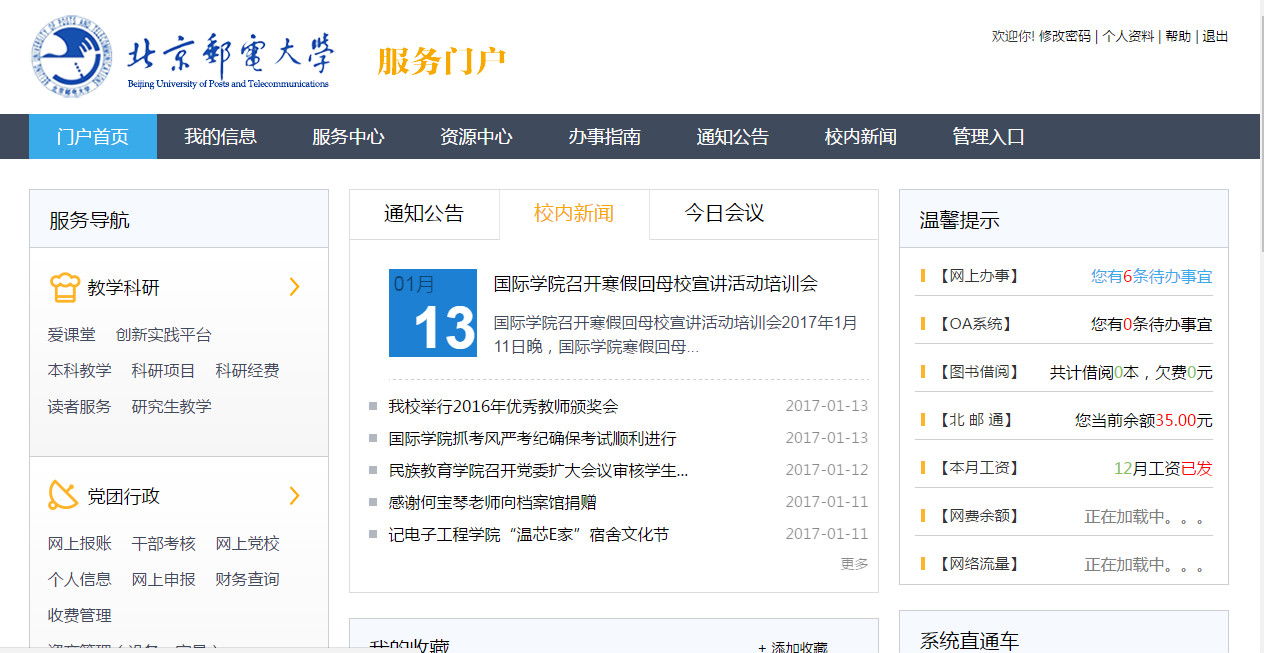 北京郵電大學
Beijing University of Posts and Telecommunications
服务门户
欢迎你! 修改密码 | 个人资料 | 帮助 | 退出
门户首页 我的信息 服务中心 资源中心 办事指南 通知公告 校内新闻 管理入口
服务导航
教学科研
爱课堂 创新实践平台
本科教学 科研项目 科研经费
读者服务 研究生教学
党团行政
网上报账 干部考核 网上党校
个人信息 网上申报 财务查询
收费管理
通知公告 校内新闻 今日会议
01月
13
国际学院召开寒假回母校宣讲活动培训会
国际学院召开寒假回母校宣讲活动培训会2017年1月
11日晚，国际学院寒假回母...
我校举行2016年优秀教师颁奖会 2017-01-13
国际学院抓考风严考纪确保考试顺利进行 2017-01-13
民族教育学院召开党委扩大会议审核学生... 2017-01-12
感谢何宝琴老师向档案馆捐赠 2017-01-11
记电子工程学院“温芯E家”宿舍文化节 2017-01-11
更多
我的收藏 + 添加收藏
温馨提示
【网上办事】 您有6条待办事宜
【OA系统】 您有0条待办事宜
【图书借阅】 共计借阅0本，欠费0元
【北 邮 通】 您当前余额35.00元
【本月工资】 12月工资已发
【网费余额】 正在加载中。。。
【网络流量】 正在加载中。。。
系统直通车